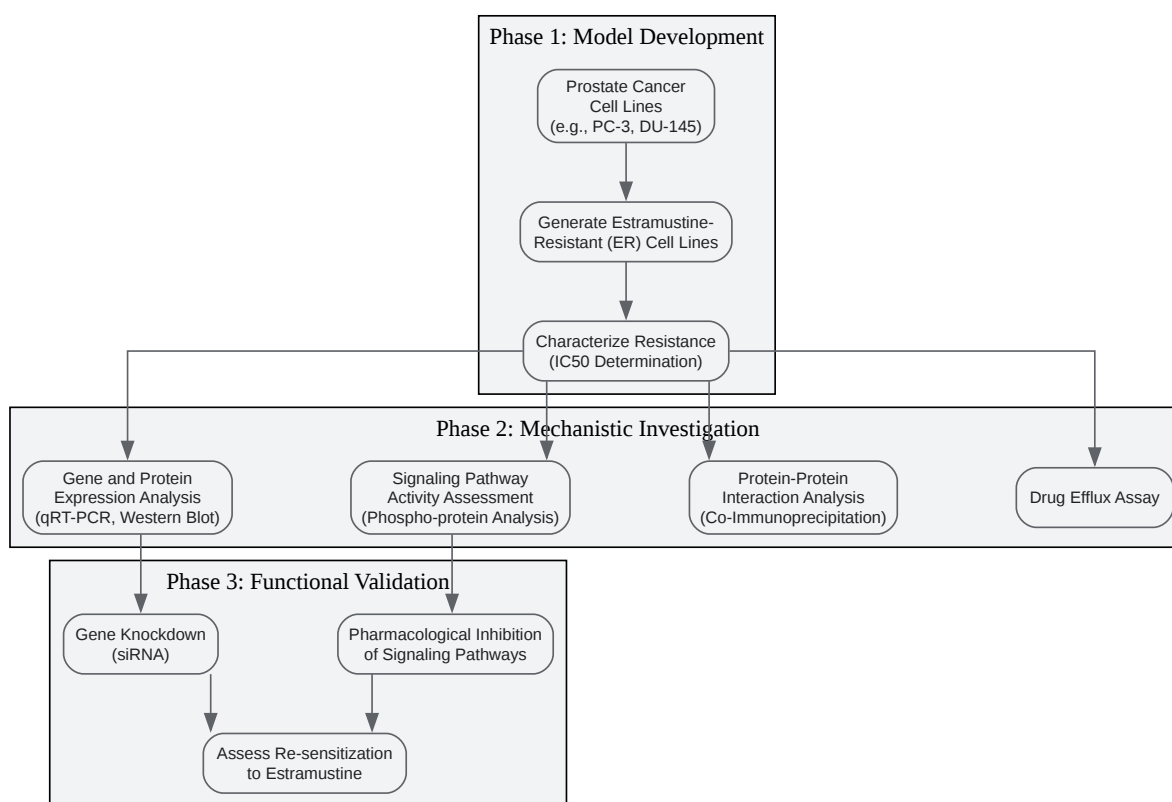 Phase 1: Model Development
Prostate Cancer
Cell Lines
(e.g., PC-3, DU-145)
Generate Estramustine-
Resistant (ER) Cell Lines
Characterize Resistance
(IC50 Determination)
Phase 2: Mechanistic Investigation
Gene and Protein
Expression Analysis
(qRT-PCR, Western Blot)
Signaling Pathway
Activity Assessment
(Phospho-protein Analysis)
Protein-Protein
Interaction Analysis
(Co-Immunoprecipitation)
Drug Efflux Assay
Phase 3: Functional Validation
Gene Knockdown
(siRNA)
Pharmacological Inhibition
of Signaling Pathways
Assess Re-sensitization
to Estramustine